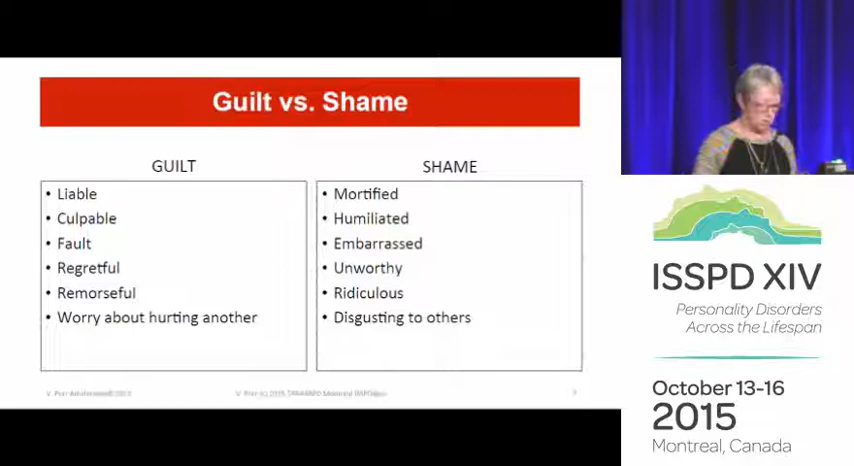 Guilt vs. Shame
GUILT
• Liable
• Culpable
• Fault
• Regretful
• Remorseful
• Worry about hurting another
SHAME
• Mortified
• Humiliated
• Embarrassed
• Unworthy
• Ridiculous
• Disgusting to others
ISSPD XIV
Personality Disorders
Across the Lifespan
October 13-16
2015
Montreal, Canada